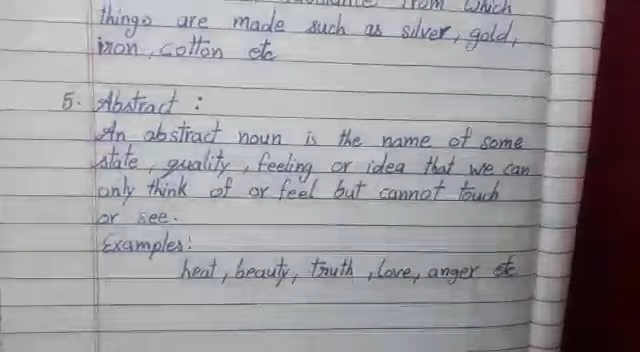 from which
things are made such as silver, gold,
iron, cotton etc
5. Abstract :
An abstract noun is the name of some
state, quality, feeling or idea that we can
only think of or feel but cannot touch
or see.
Examples:
heat, beauty, truth, love, anger etc